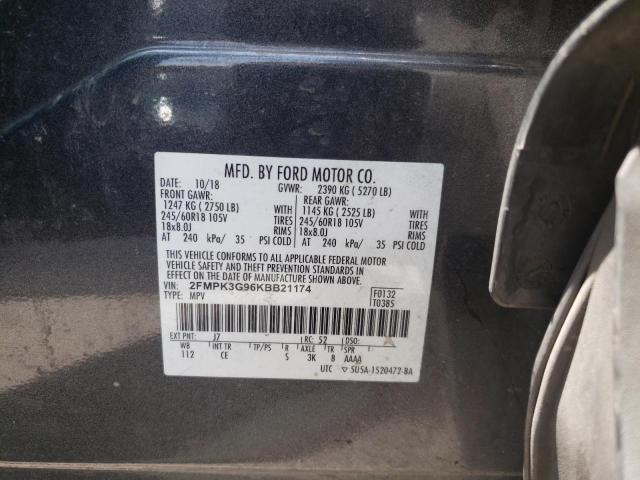 MFD. BY FORD MOTOR CO.
DATE: 10/18 GVWR: 2390 KG ( 5270 LB)
FRONT GAWR: REAR GAWR:
1247 KG ( 2750 LB) WITH 1145 KG ( 2525 LB) WITH
245/60R18 105V TIRES 245/60R18 105V TIRES
18x8.0J RIMS 18x8.0J RIMS
AT 240 kPa/ 35 PSI COLD AT 240 kPa/ 35 PSI COLD
THIS VEHICLE CONFORMS TO ALL APPLICABLE FEDERAL MOTOR
VEHICLE SAFETY AND THEFT PREVENTION STANDARDS IN
EFFECT ON THE DATE OF MANUFACTURE SHOWN ABOVE.
VIN: 2FMPK3G96KBB21174 F0132
TYPE: MPV T0385
EXT PNT: J7 RC: 52 DSO:
WB INT TR TP/PS R AXLE TR SPR
112 CE S 3K 8 AAAA
UTC ▽ SU5A-1520472-BA